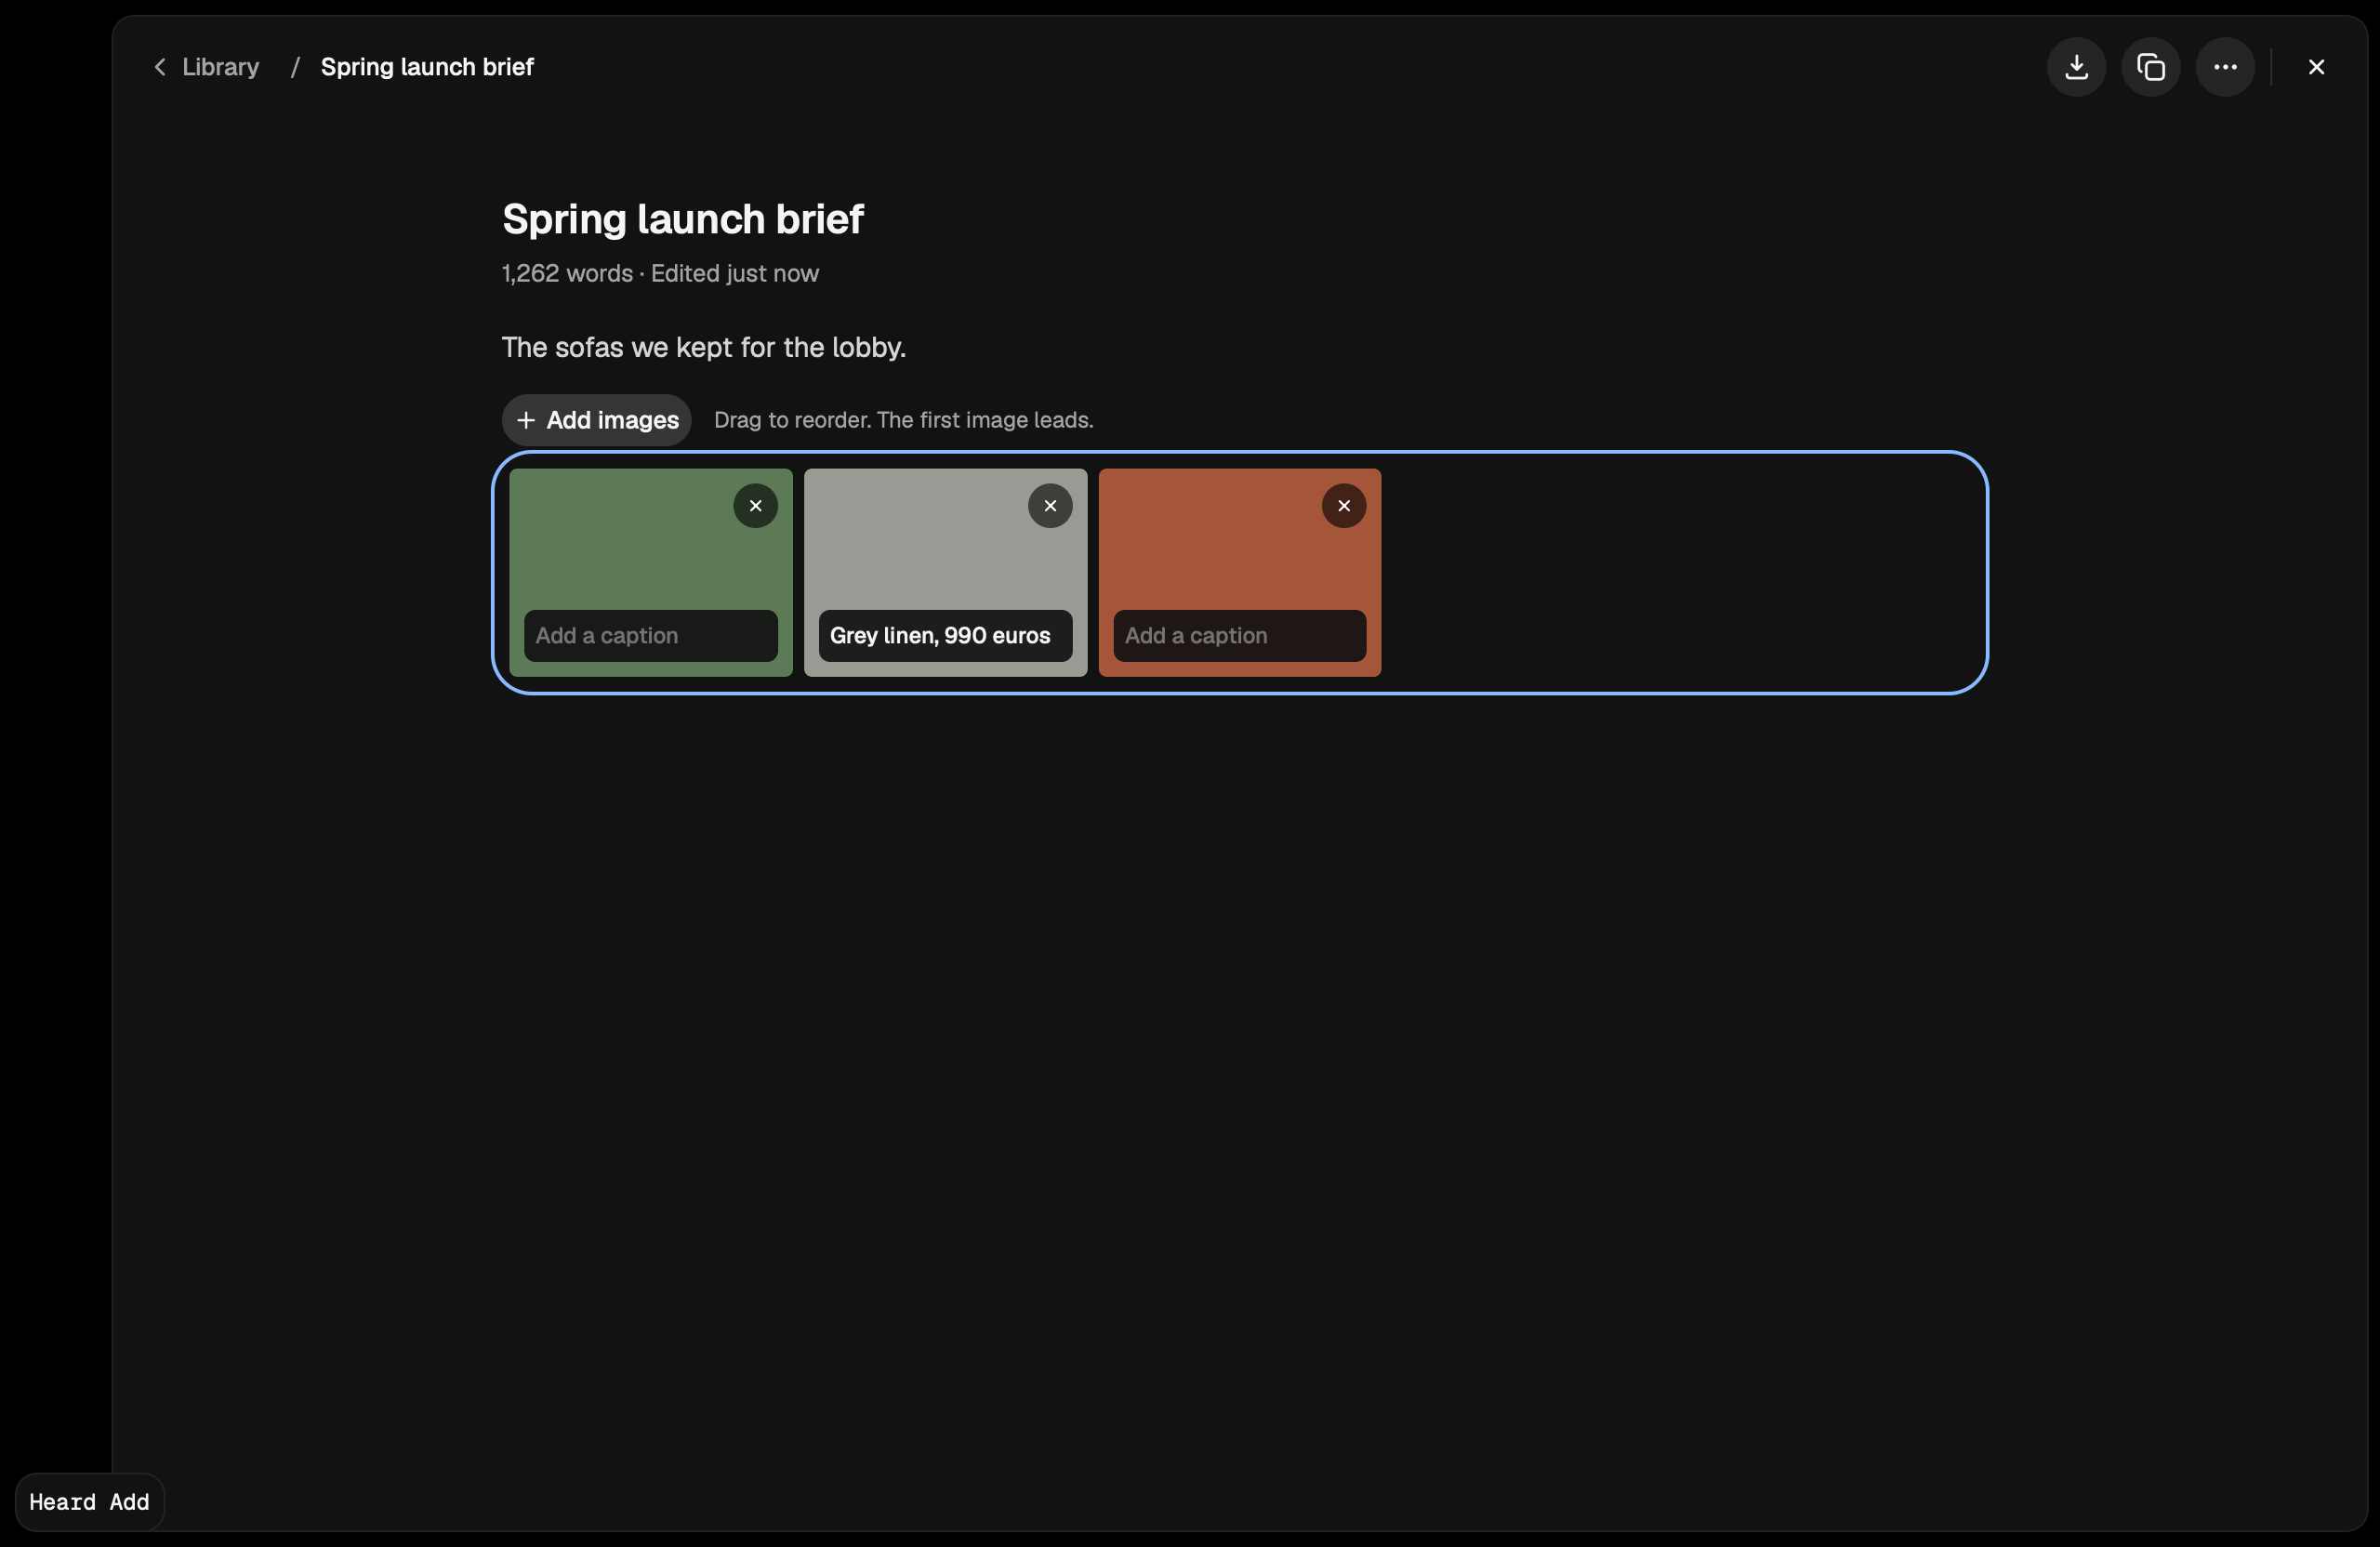 Library / Spring launch brief
Spring launch brief
1,262 words · Edited just now
The sofas we kept for the lobby.
Add images
Drag to reorder. The first image leads.
Add a caption
Grey linen, 990 euros
Add a caption
Heard Add